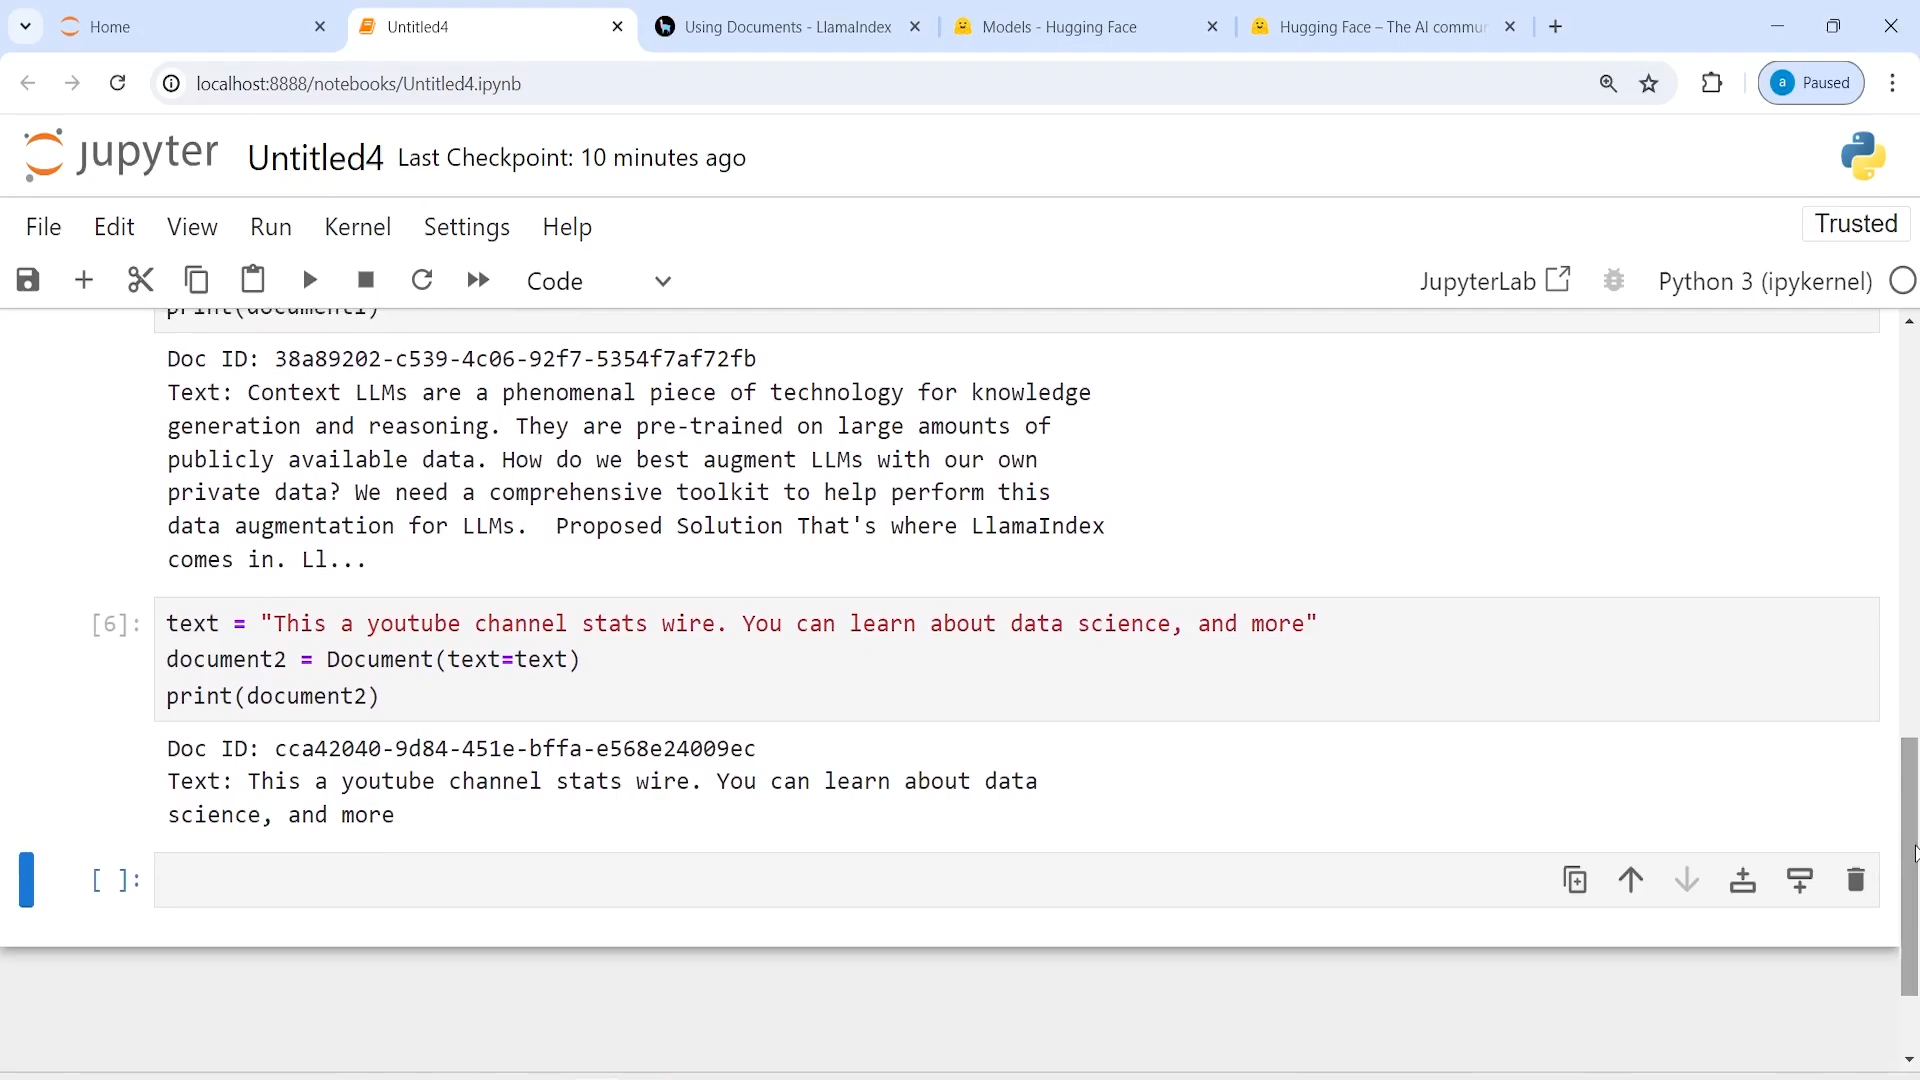 Home
Untitled4
Using Documents - LlamaIndex
Models - Hugging Face
Hugging Face – The AI commu
localhost:8888/notebooks/Untitled4.ipynb
a Paused
jupyter Untitled4 Last Checkpoint: 10 minutes ago
File Edit View Run Kernel Settings Help
Trusted
Code
JupyterLab
Python 3 (ipykernel)
print(document1)
Doc ID: 38a89202-c539-4c06-92f7-5354f7af72fb
Text: Context LLMs are a phenomenal piece of technology for knowledge
generation and reasoning. They are pre-trained on large amounts of
publicly available data. How do we best augment LLMs with our own
private data? We need a comprehensive toolkit to help perform this
data augmentation for LLMs.  Proposed Solution That's where LlamaIndex
comes in. Ll...
[6]: text = "This a youtube channel stats wire. You can learn about data science, and more"
document2 = Document(text=text)
print(document2)
Doc ID: cca42040-9d84-451e-bffa-e568e24009ec
Text: This a youtube channel stats wire. You can learn about data
science, and more
[ ]: